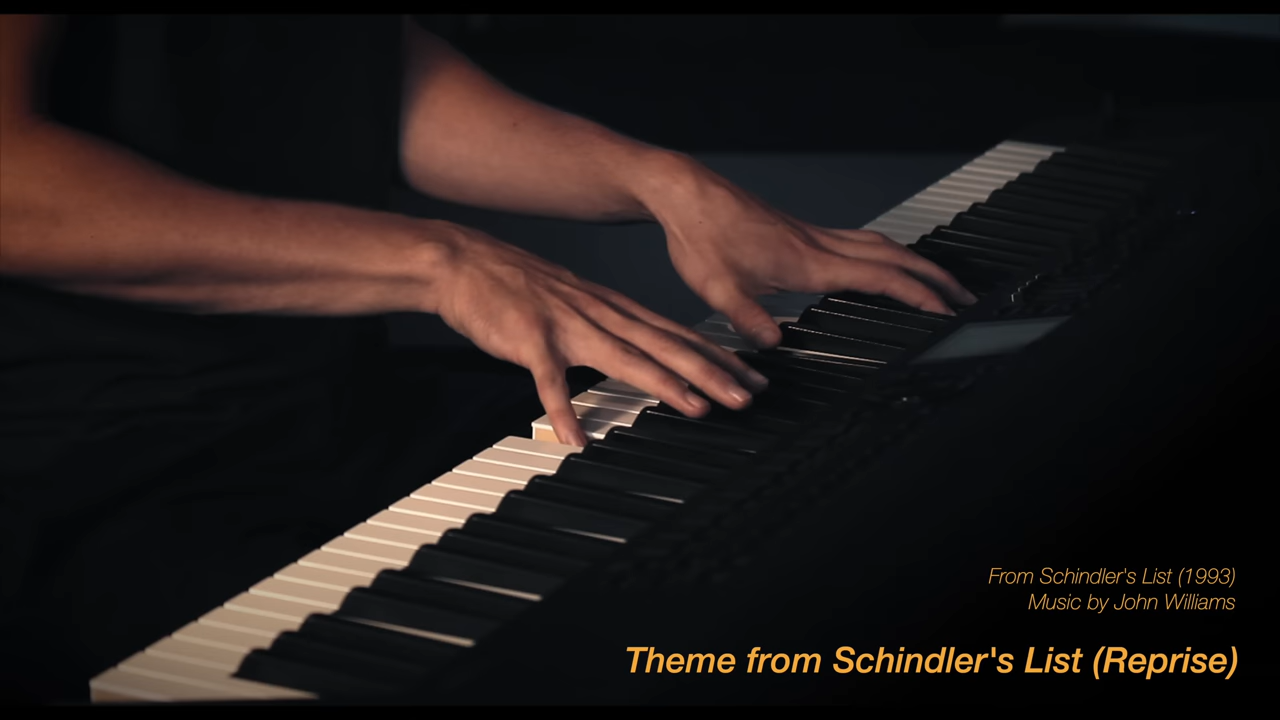 From Schindler's List (1993)
Music by John Williams
Theme from Schindler's List (Reprise)